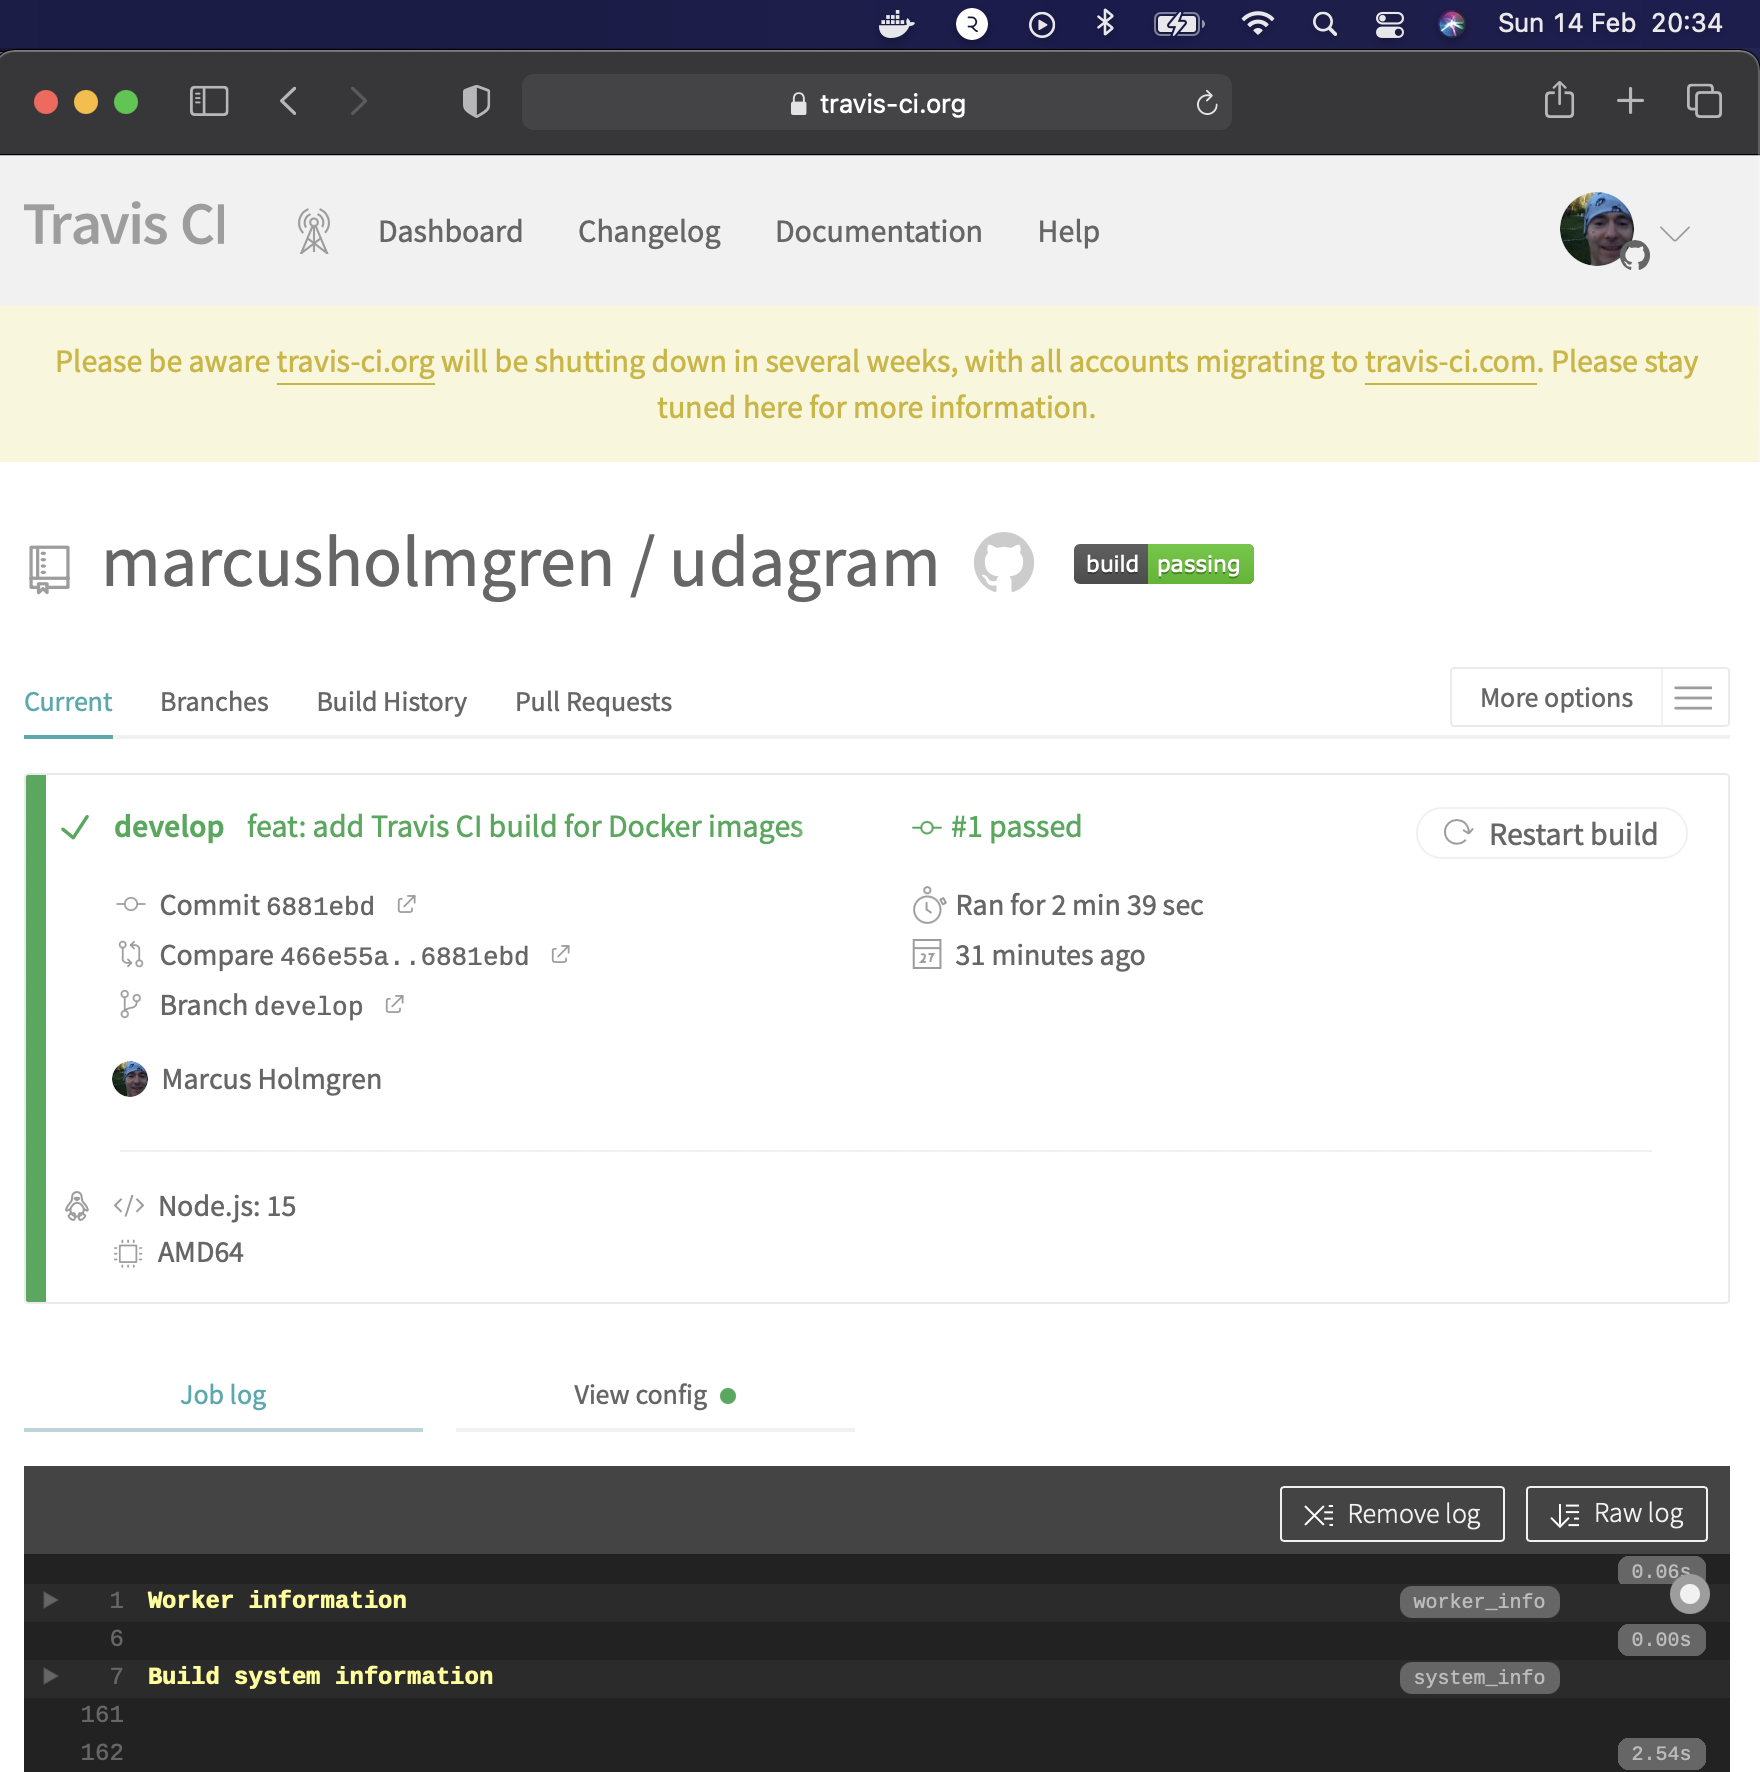 Sun 14 Feb 20:34
travis-ci.org
Travis CI Dashboard Changelog Documentation Help
Please be aware travis-ci.org will be shutting down in several weeks, with all accounts migrating to travis-ci.com. Please stay
tuned here for more information.
marcusholmgren / udagram build passing
Current Branches Build History Pull Requests More options
develop feat: add Travis CI build for Docker images #1 passed Restart build
Commit 6881ebd Ran for 2 min 39 sec
Compare 466e55a..6881ebd 31 minutes ago
Branch develop
Marcus Holmgren
Node.js: 15
AMD64
Job log View config
Remove log Raw log
0.06s
1 Worker information worker_info
6 0.00s
7 Build system information system_info
161
162 2.54s